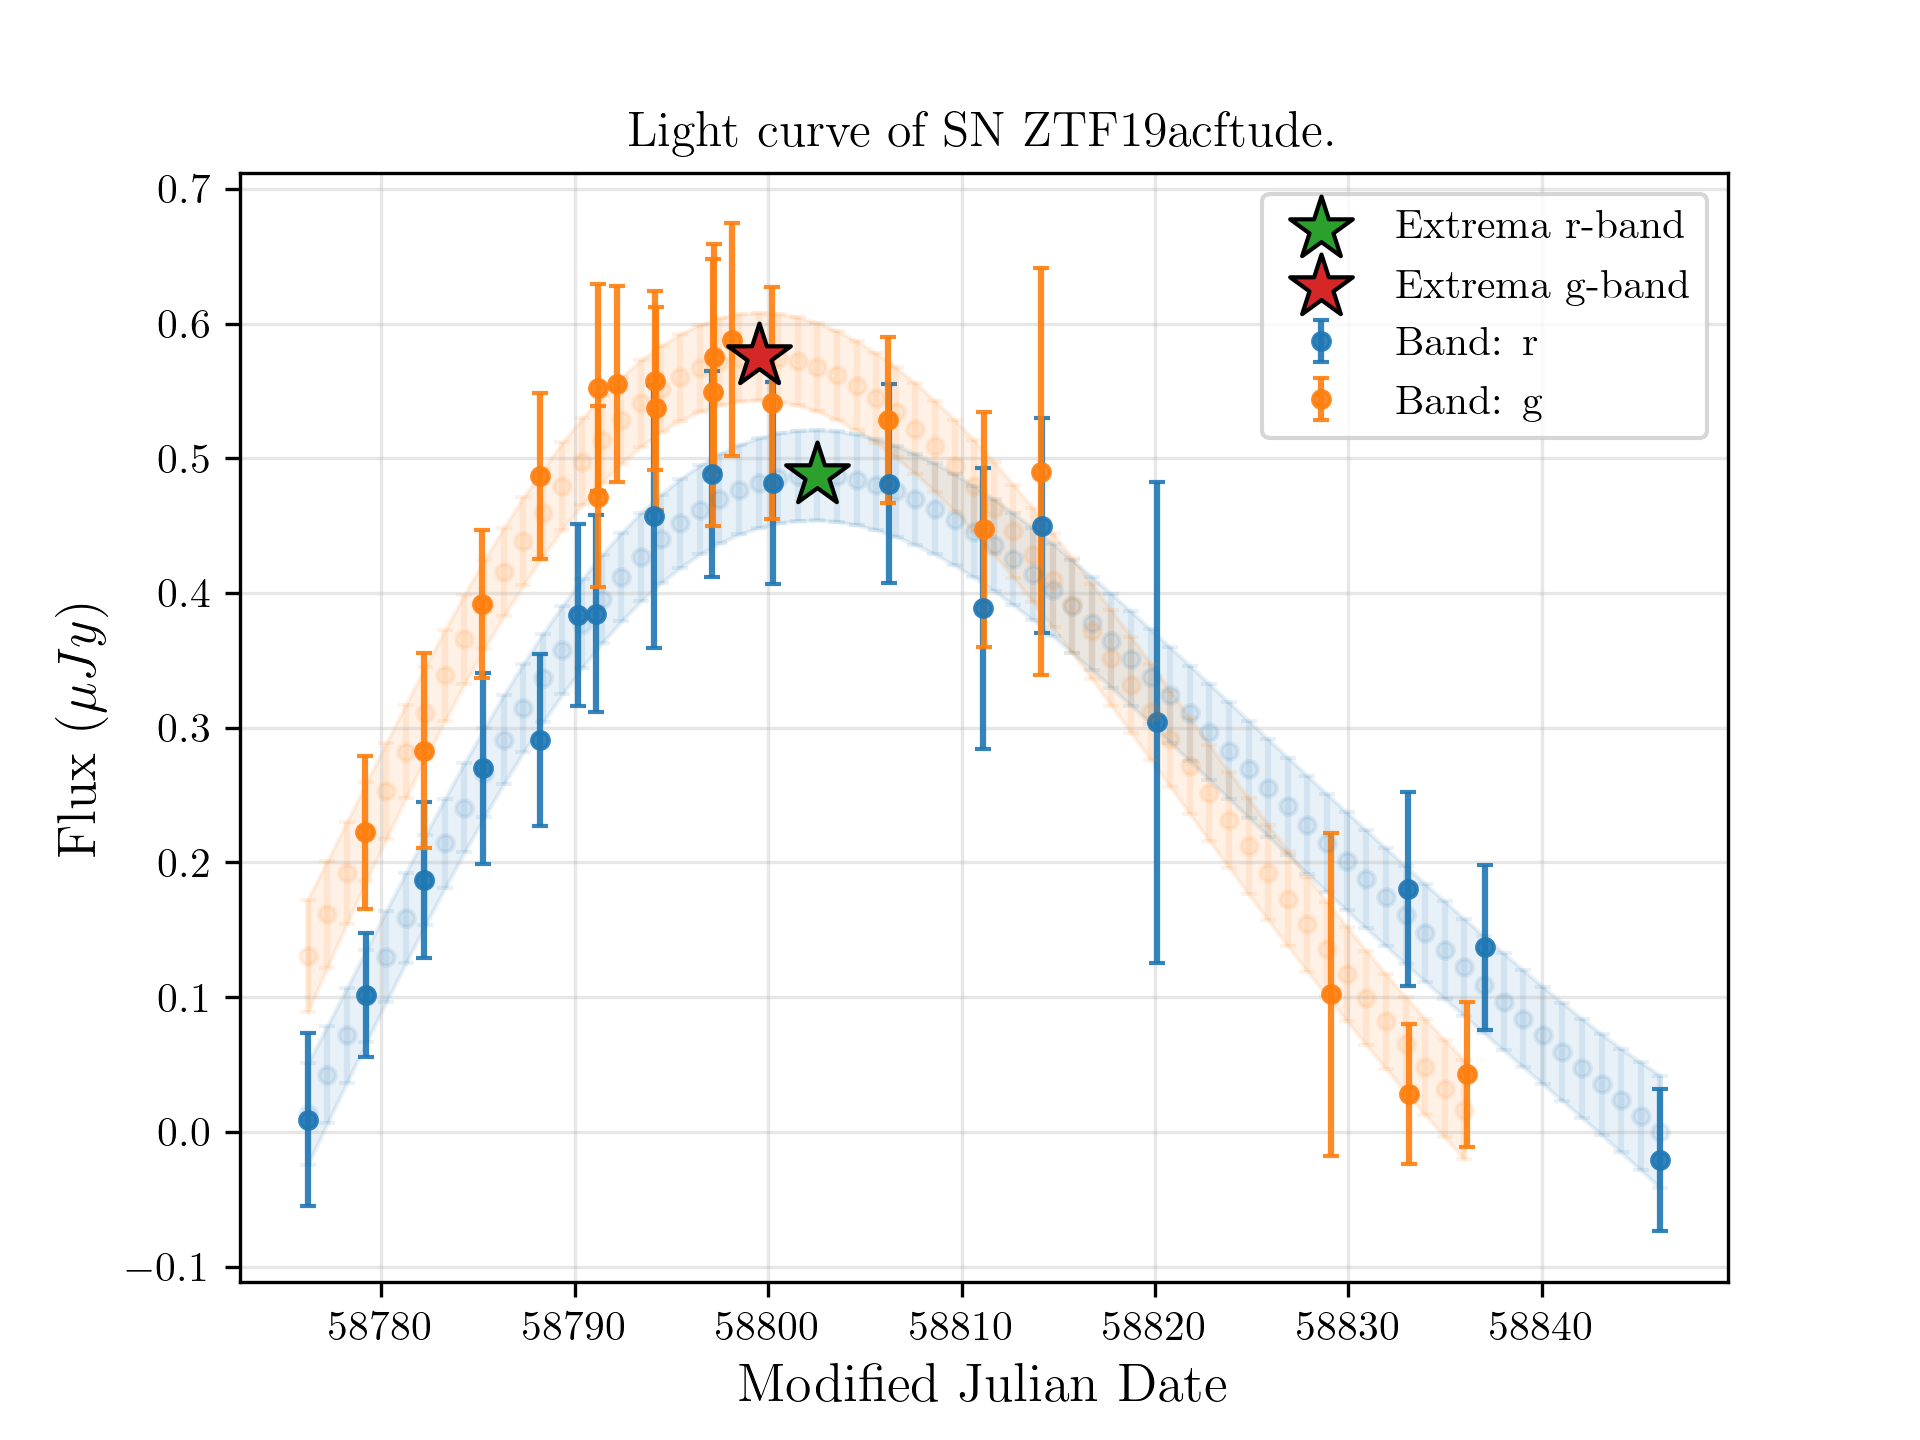 Light curve of SN ZTF19acftude.
Extrema r-band
Extrema g-band
Band: r
Band: g
Flux (μJy)
0.7
0.6
0.5
0.4
0.3
0.2
0.1
0.0
−0.1
58780 58790 58800 58810 58820 58830 58840
Modified Julian Date